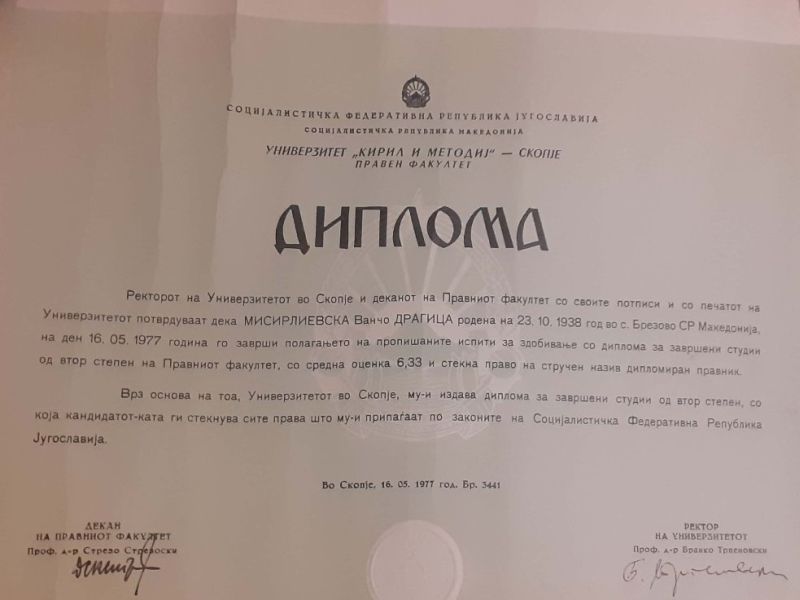 СОЦИЈАЛИСТИЧКА ФЕДЕРАТИВНА РЕПУБЛИКА ЈУГОСЛАВИЈА
СОЦИЈАЛИСТИЧКА РЕПУБЛИКА МАКЕДОНИЈА
УНИВЕРЗИТЕТ „КИРИЛ И МЕТОДИЈ" — СКОПЈЕ
ПРАВЕН ФАКУЛТЕТ
ДИПЛОМА
Ректорот на Универзитетот во Скопје и деканот на Правниот факултет со своите потписи и со печатот на
Универзитетот потврдуваат дека МИСИРЛИЕВСКА Ванчо ДРАГИЦА родена на 23. 10. 1938 год во с. Брезово СР Македонија,
на ден 16. 05. 1977 година го заврши полагањето на пропишаните испити за здобивање со диплома за завршени студии
од втор степен на Правниот факултет, со средна оценка 6,33 и стекна право на стручен назив дипломиран правник.
Врз основа на тоа, Универзитетот во Скопје, му-и издава диплома за завршени студии од втор степен, со
која кандидатот-ката ги стекнува сите права што му-и припаѓаат по законите на Социјалистичка Федеративна Република
Југославија.
Во Скопје, 16. 05. 1977 год. Бр. 3441
ДЕКАН
НА ПРАВНИОТ ФАКУЛТЕТ
Проф. д-р Стрезо Стрезоски
РЕКТОР
НА УНИВЕРЗИТЕТОТ
Проф. д-р Бранко Трпеновски